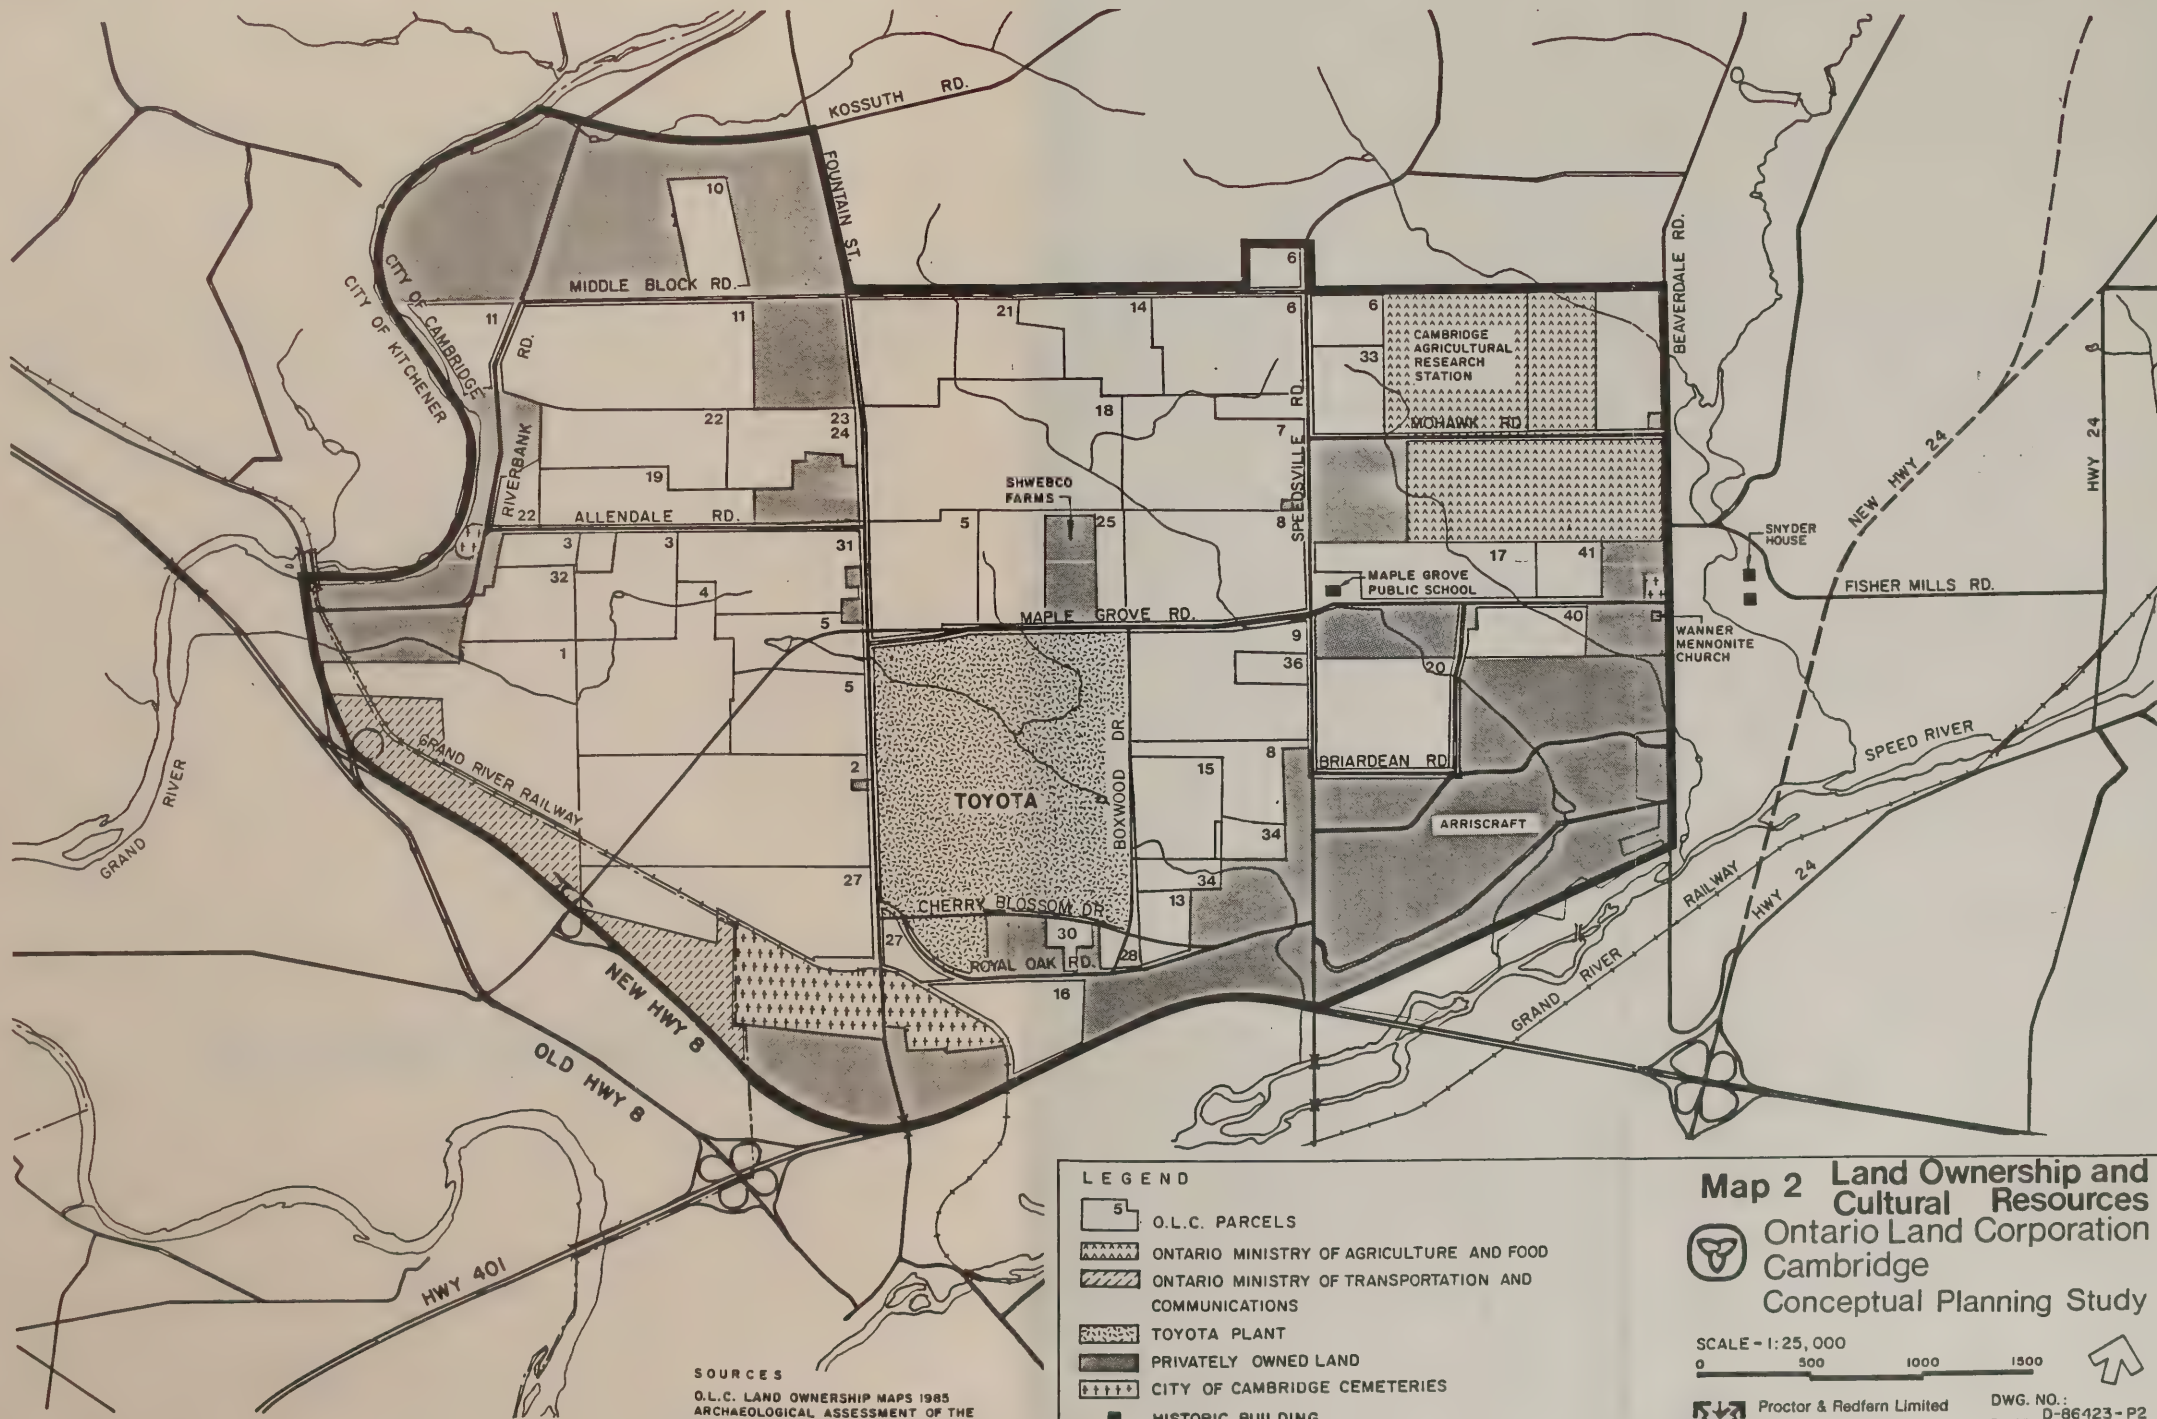 KOSSUTH RD.
FOUNTAIN ST.
10
CITY OF CAMBRIDGE
CITY OF KITCHENER
MIDDLE BLOCK RD.
BEAVERDALE RD.
6
11
RD.
11
21
14
6
6
CAMBRIDGE
AGRICULTURAL
RESEARCH
STATION
33
RD.
HWY 24
NEW HWY 24
RIVERBANK
22
23
24
18
7
MOHAWK RD.
SPEEDSVILLE
19
SHWEBCO
FARMS
22
ALLENDALE RD.
5
25
8
SNYDER
HOUSE
3
3
31
17
41
32
4
MAPLE GROVE
PUBLIC SCHOOL
FISHER MILLS RD.
5
MAPLE GROVE RD.
9
40
WANNER
MENNONITE
CHURCH
1
36
20
5
GRAND RIVER RAILWAY
BOXWOOD DR.
SPEED RIVER
RIVER
GRAND
2
15
8
BRIARDEAN RD.
TOYOTA
34
ARRISCRAFT
27
34
RAILWAY
HWY 24
CHERRY BLOSSOM DR.
13
27
30
28
ROYAL OAK RD.
NEW HWY 8
16
GRAND RIVER
OLD HWY 8
HWY 401
LEGEND
5
O.L.C. PARCELS
ONTARIO MINISTRY OF AGRICULTURE AND FOOD
ONTARIO MINISTRY OF TRANSPORTATION AND
COMMUNICATIONS
TOYOTA PLANT
PRIVATELY OWNED LAND
CITY OF CAMBRIDGE CEMETERIES
HISTORIC BUILDING
SOURCES
O.L.C. LAND OWNERSHIP MAPS 1985
ARCHAEOLOGICAL ASSESSMENT OF THE
Map 2 Land Ownership and
Cultural Resources
Ontario Land Corporation
Cambridge
Conceptual Planning Study
SCALE - 1:25,000
0 500 1000 1500
Proctor & Redfern Limited
DWG. NO.:
D-86423-P2